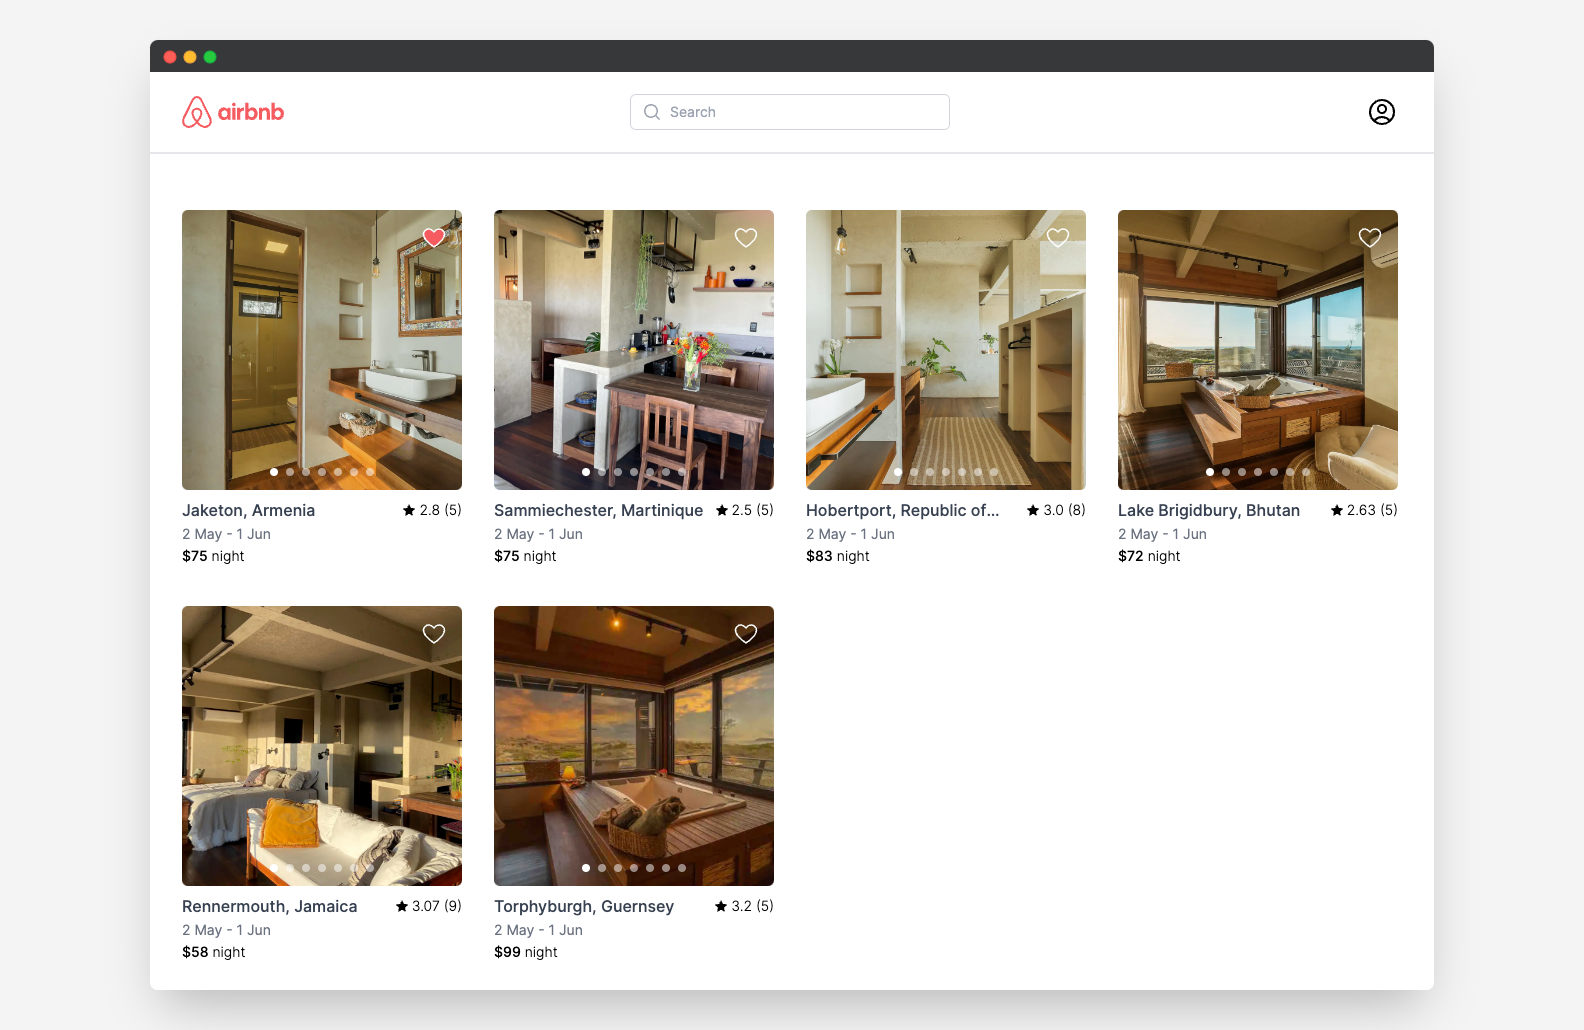 airbnb
Search
Jaketon, Armenia
2.8 (5)
2 May - 1 Jun
$75 night
Sammiechester, Martinique
2.5 (5)
2 May - 1 Jun
$75 night
Hobertport, Republic of...
3.0 (8)
2 May - 1 Jun
$83 night
Lake Brigidbury, Bhutan
2.63 (5)
2 May - 1 Jun
$72 night
Rennermouth, Jamaica
3.07 (9)
2 May - 1 Jun
$58 night
Torphyburgh, Guernsey
3.2 (5)
2 May - 1 Jun
$99 night